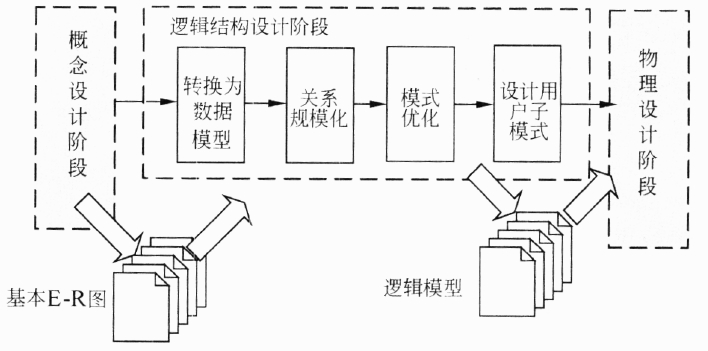 概念设计阶段
逻辑结构设计阶段
转换为
数据
模型
关系
规模化
模式
优化
设计用
户子
模式
物理设计阶段
基本E-R图
逻辑模型